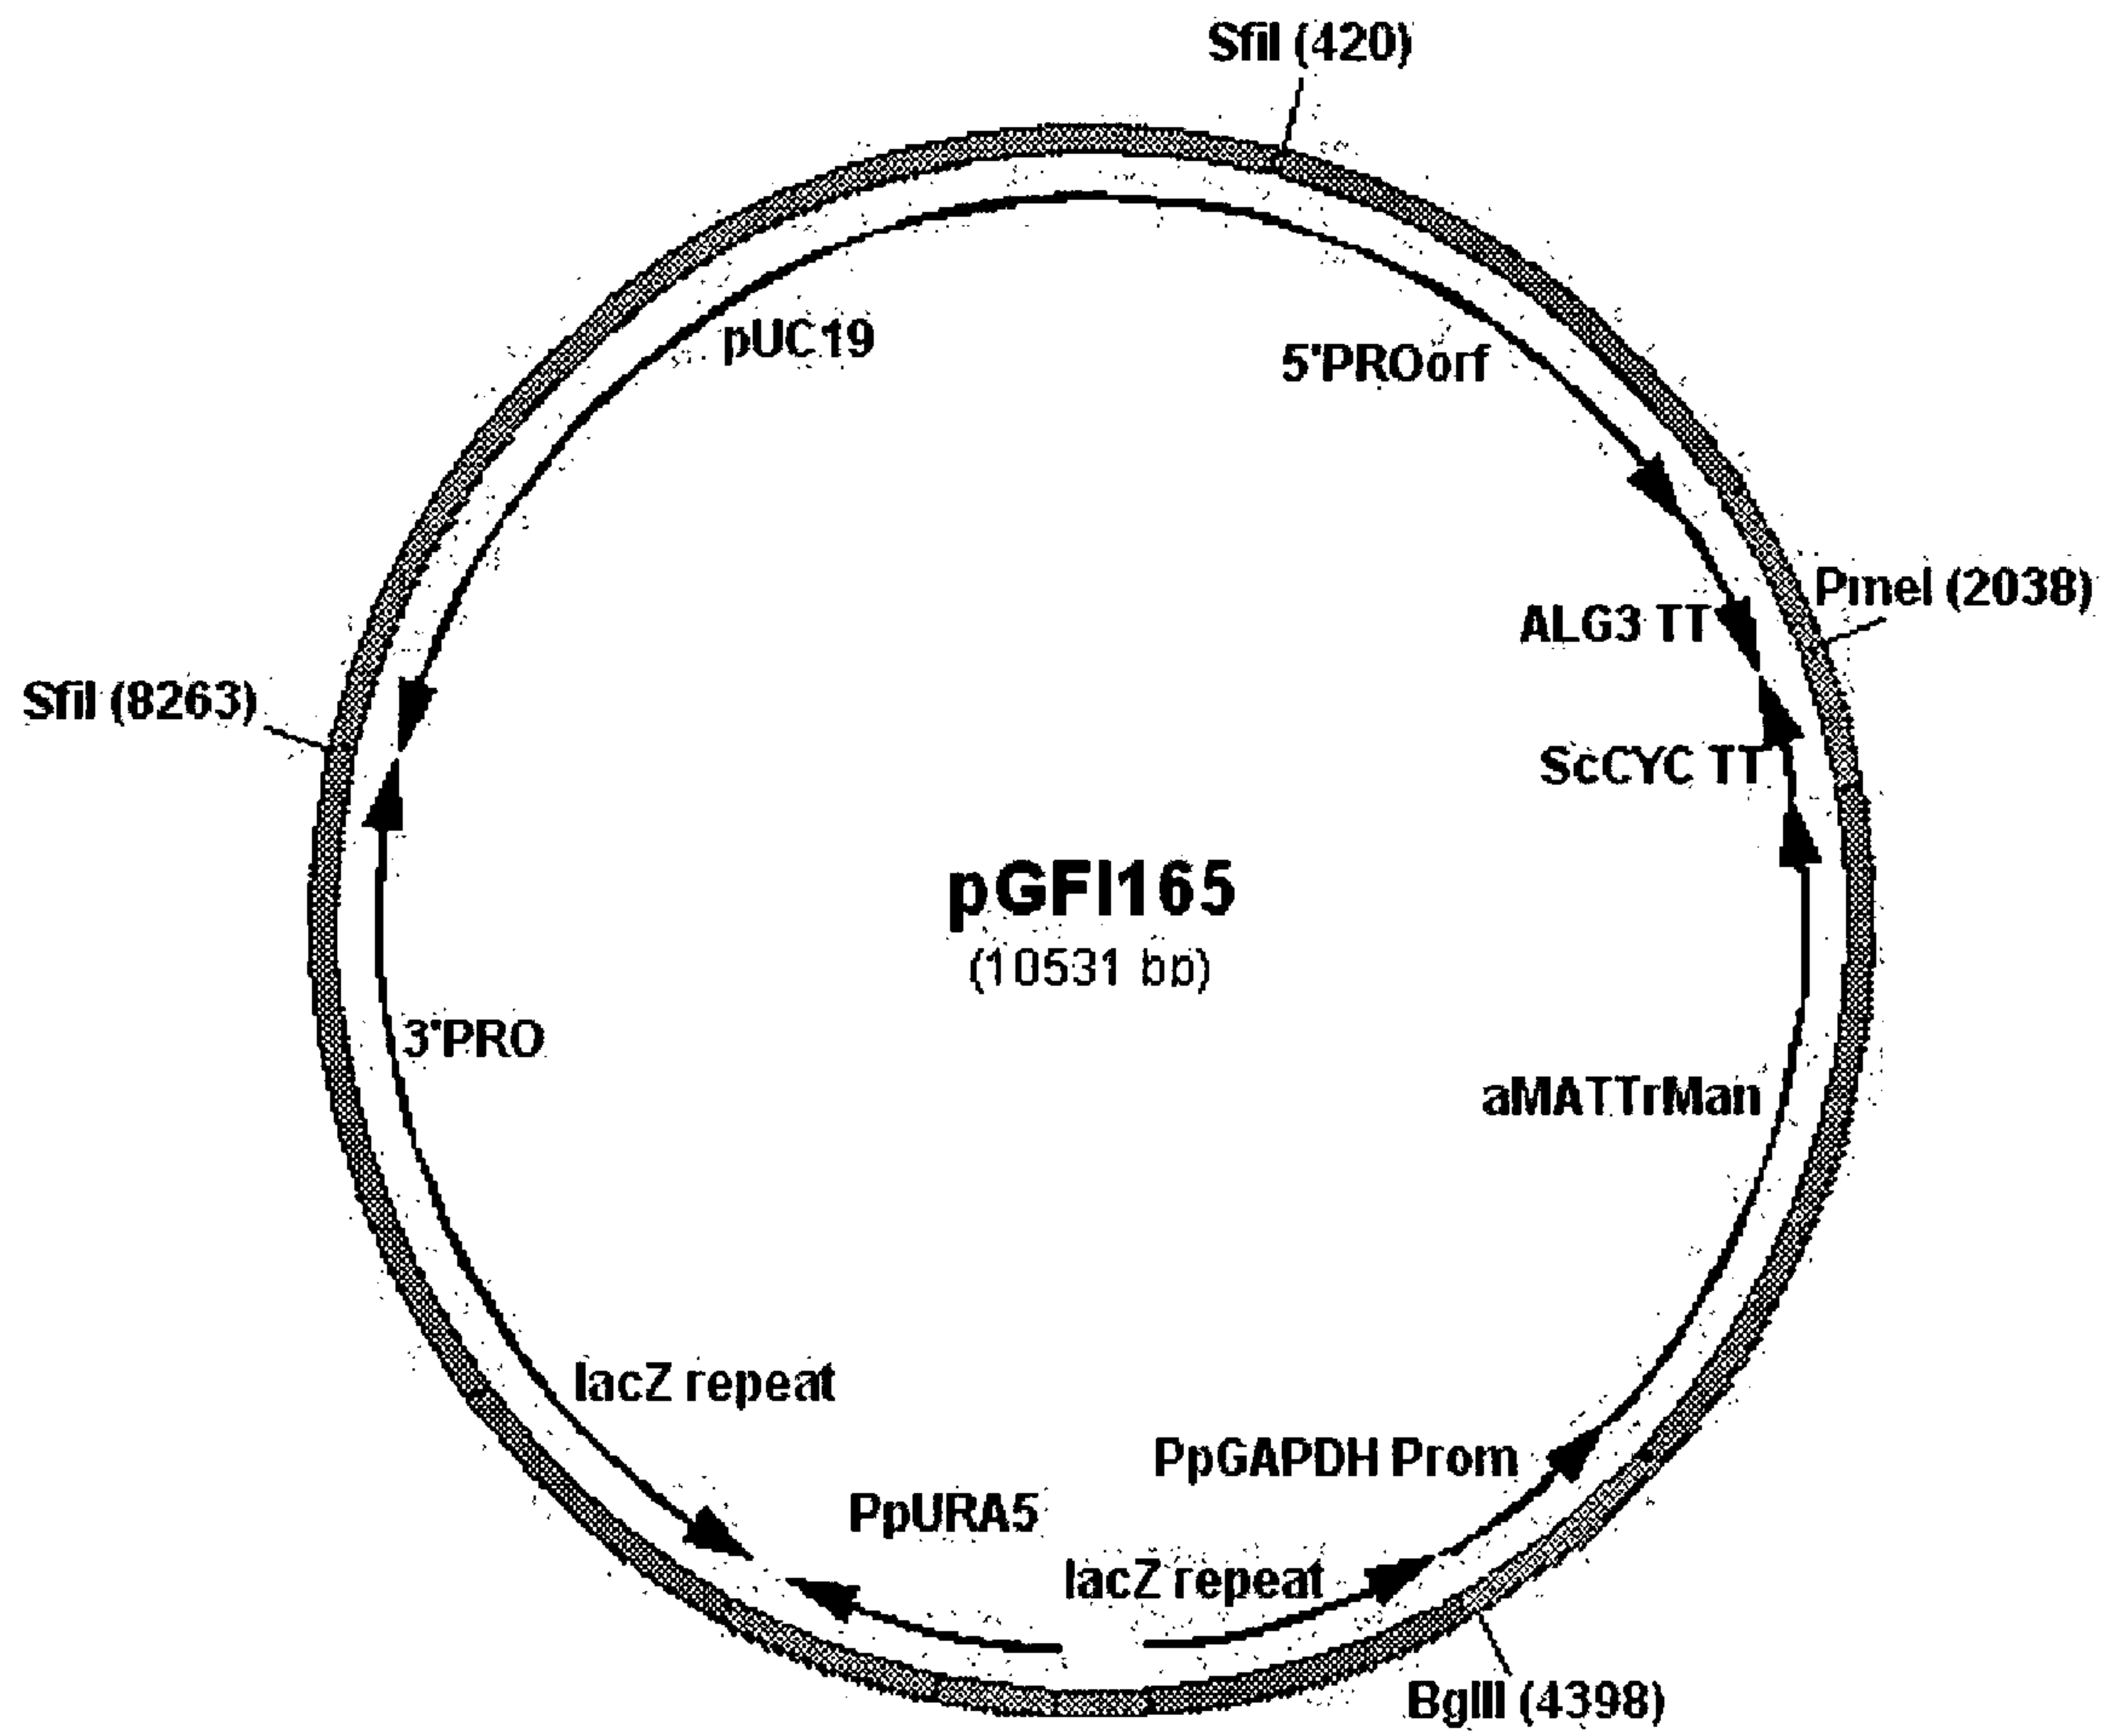 SfiI (420)
pUC19
5'PROorf
PmeI (2038)
ALG3 TT
SfiI (8263)
ScCYC TT
pGFI165
(10531 bp)
3'PRO
aMATTrMan
lacZ repeat
PpGAPDH Prom
PpURA5
lacZ repeat
BglII (4398)